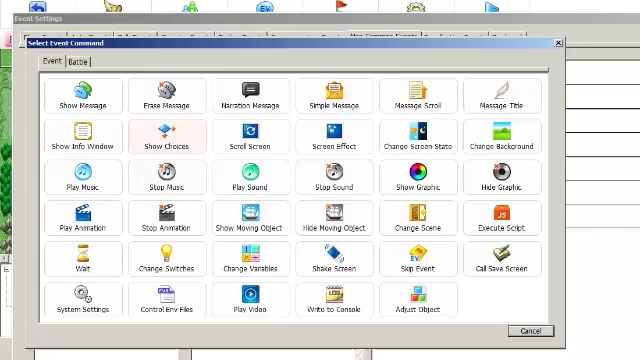 Event Settings
Map Common Events
Select Event Command
Event Battle
Show Message Erase Message Narration Message Simple Message Message Scroll Message Title
Show Info Window Show Choices Scroll Screen Screen Effect Change Screen State Change Background
Play Music Stop Music Play Sound Stop Sound Show Graphic Hide Graphic
Play Animation Stop Animation Show Moving Object Hide Moving Object Change Scene Execute Script
Wait Change Switches Change Variables Shake Screen Skip Event Call Save Screen
System Settings Control Env Files Play Video Write to Console Adjust Object
Cancel